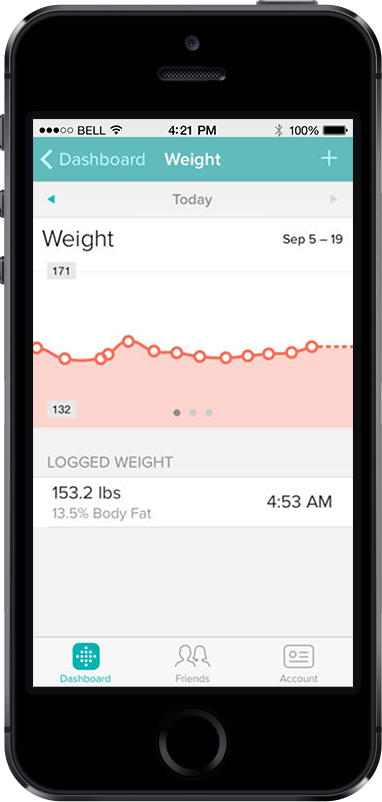 BELL 4:21 PM 100%
Dashboard Weight +
Today
Weight Sep 5 – 19
171
132
LOGGED WEIGHT
153.2 lbs
13.5% Body Fat 4:53 AM
Dashboard Friends Account